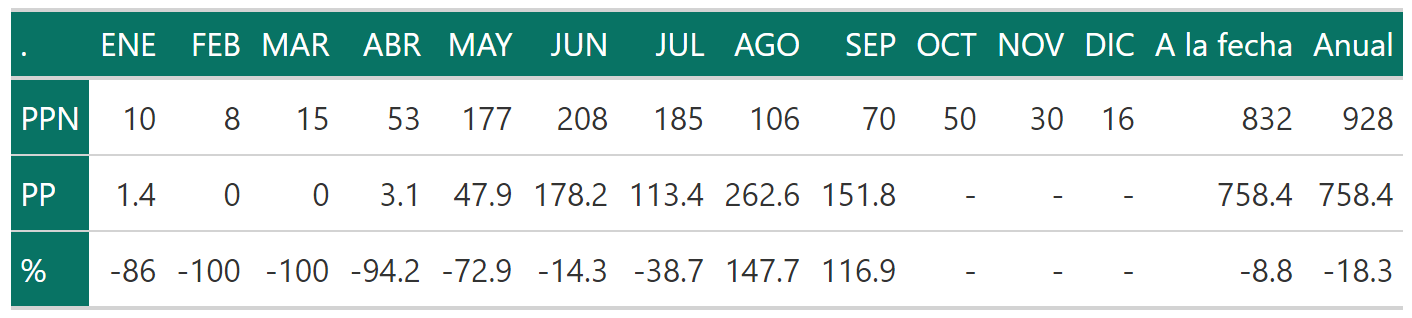 . ENE FEB MAR ABR MAY JUN JUL AGO SEP OCT NOV DIC A la fecha Anual
PPN 10 8 15 53 177 208 185 106 70 50 30 16 832 928
PP 1.4 0 0 3.1 47.9 178.2 113.4 262.6 151.8 - - - 758.4 758.4
% -86 -100 -100 -94.2 -72.9 -14.3 -38.7 147.7 116.9 - - - -8.8 -18.3